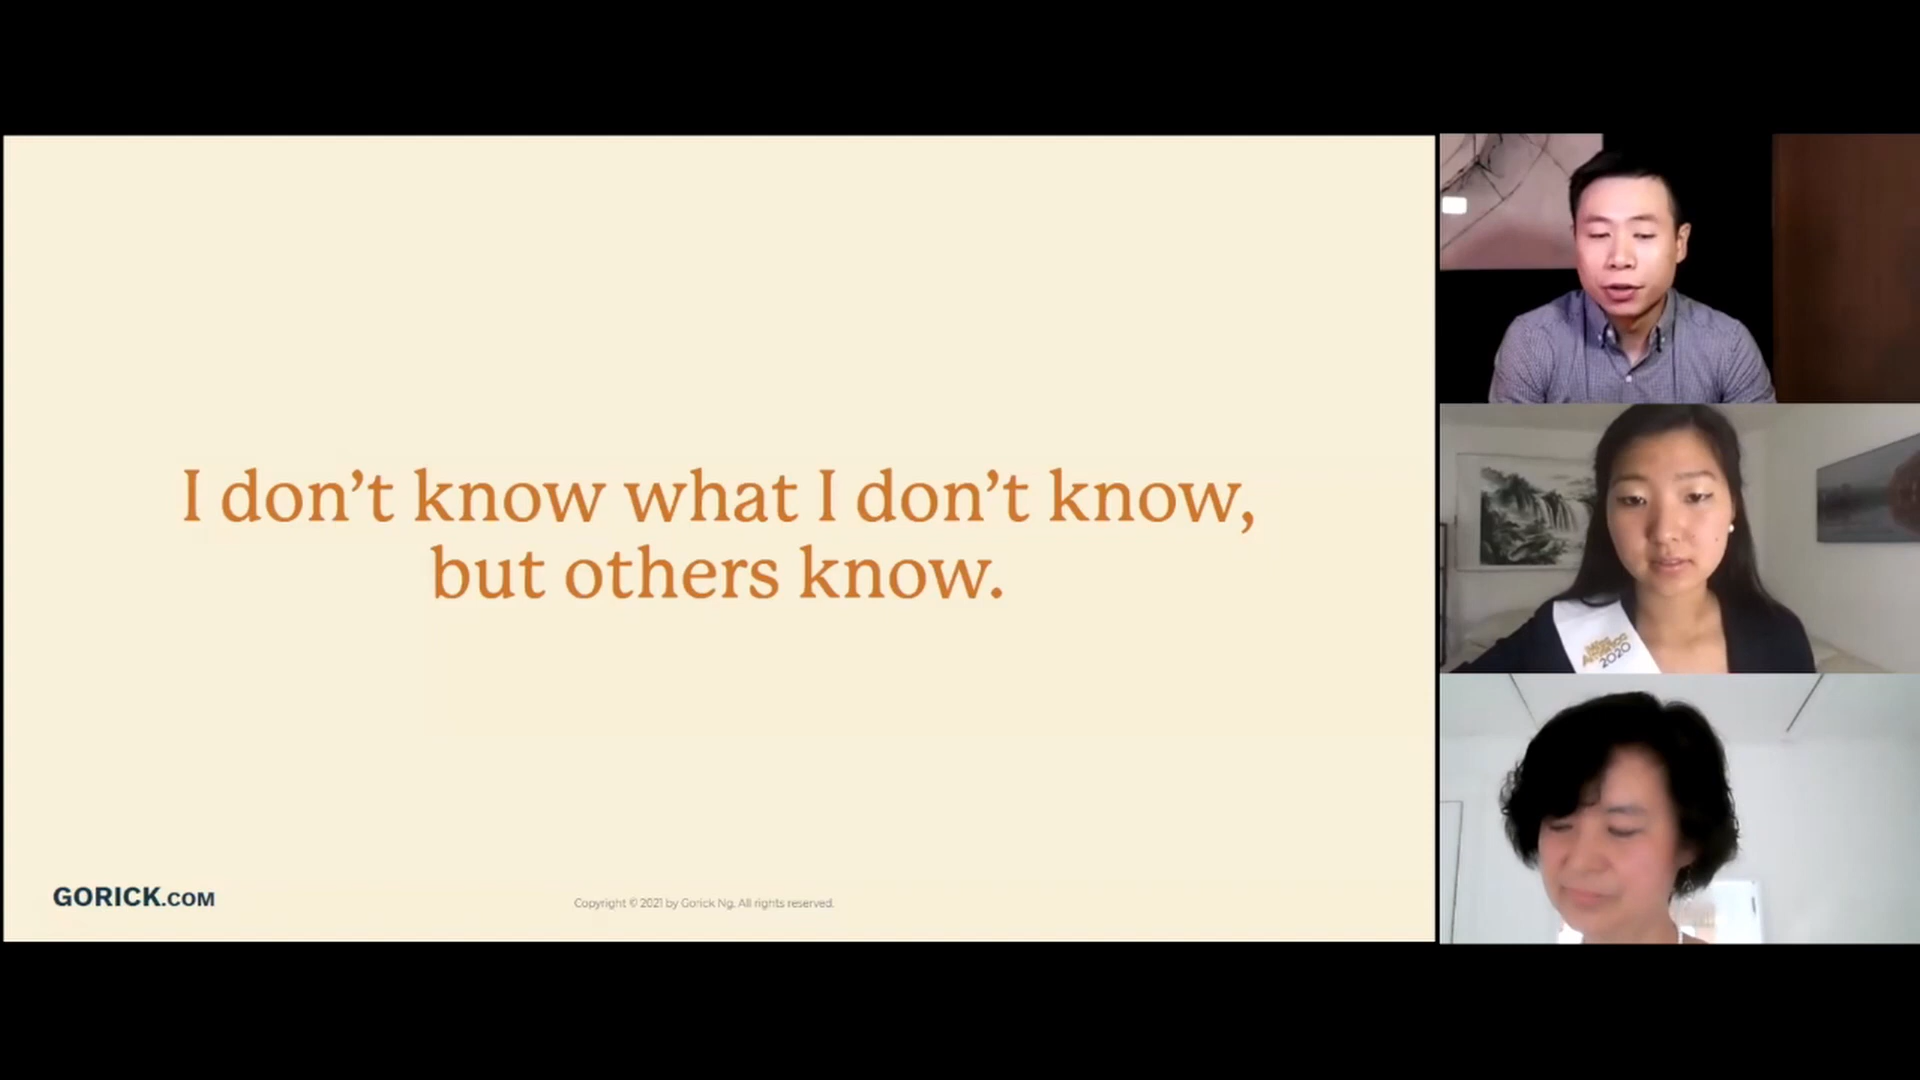 I don’t know what I don’t know,
but others know.
GORICK.COM
Copyright © 2021 by Gorick Ng. All rights reserved.
2020